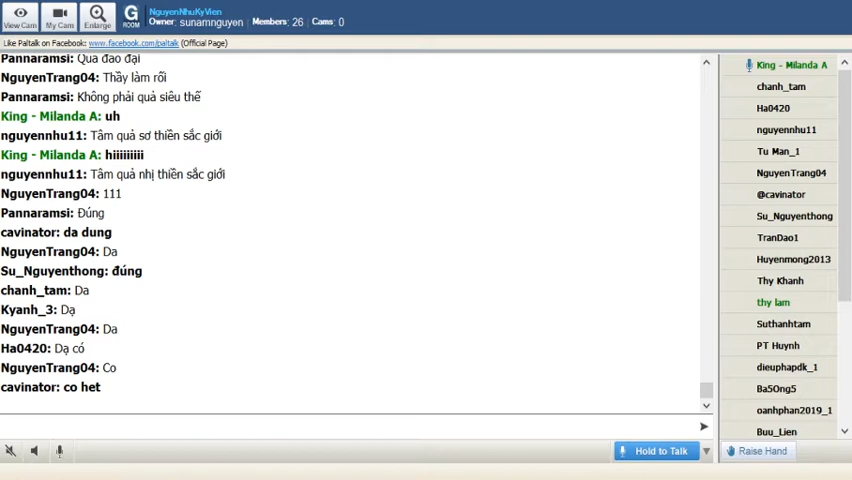 View Cam
My Cam
Enlarge
G
ROOM
NguyenNhuKyVien
Owner: sunamnguyen Members: 26 Cams: 0
Like Paltalk on Facebook: www.facebook.com/paltalk (Official Page)
Pannaramsi: Quá đáo đại
NguyenTrang04: Thầy làm rồi
Pannaramsi: Không phải quả siêu thế
King - Milanda A: uh
nguyennhu11: Tâm quả sơ thiền sắc giới
King - Milanda A: hiiiiiiiii
nguyennhu11: Tâm quả nhị thiền sắc giới
NguyenTrang04: 111
Pannaramsi: Đúng
cavinator: da dung
NguyenTrang04: Da
Su_Nguyenthong: đúng
chanh_tam: Da
Kyanh_3: Dạ
NguyenTrang04: Da
Ha0420: Dạ có
NguyenTrang04: Co
cavinator: co het
King - Milanda A
chanh_tam
Ha0420
nguyennhu11
Tu Man_1
NguyenTrang04
@cavinator
Su_Nguyenthong
TranDao1
Huyenmong2013
Thy Khanh
thy lam
Suthanhtam
PT Huynh
dieuphapdk_1
Ba5Ong5
oanhphan2019_1
Buu_Lien
Hold to Talk
Raise Hand